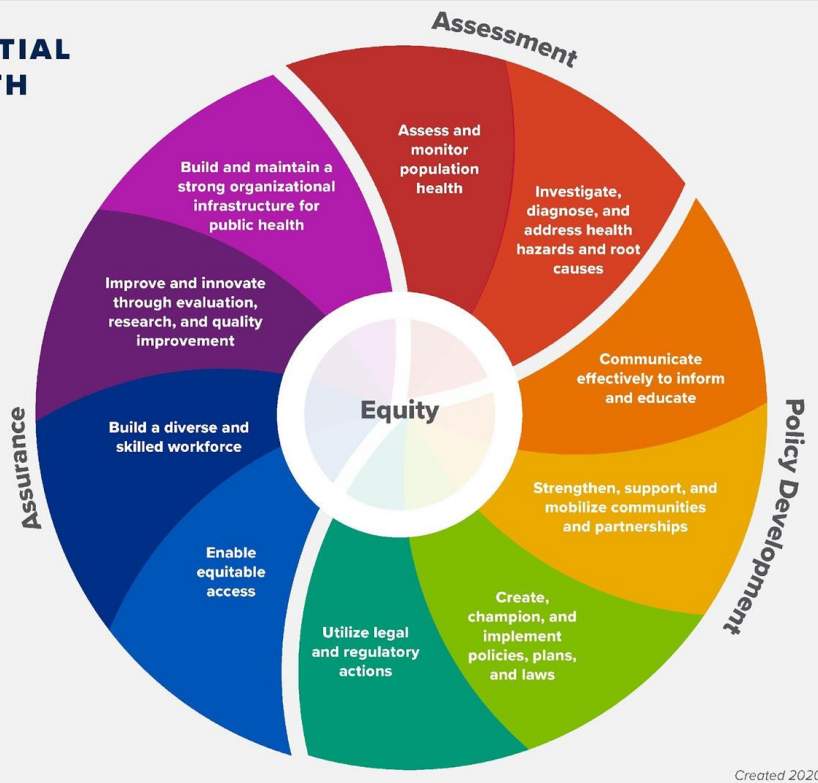 TIAL
TH
Assessment
Assess and
monitor
population
health
Investigate,
diagnose, and
address health
hazards and root
causes
Policy Development
Communicate
effectively to inform
and educate
Strengthen, support, and
mobilize communities
and partnerships
Create,
champion, and
implement
policies, plans,
and laws
Utilize legal
and regulatory
actions
Assurance
Enable
equitable
access
Build a diverse and
skilled workforce
Improve and innovate
through evaluation,
research, and quality
improvement
Build and maintain a
strong organizational
infrastructure for
public health
Equity
Created 2020